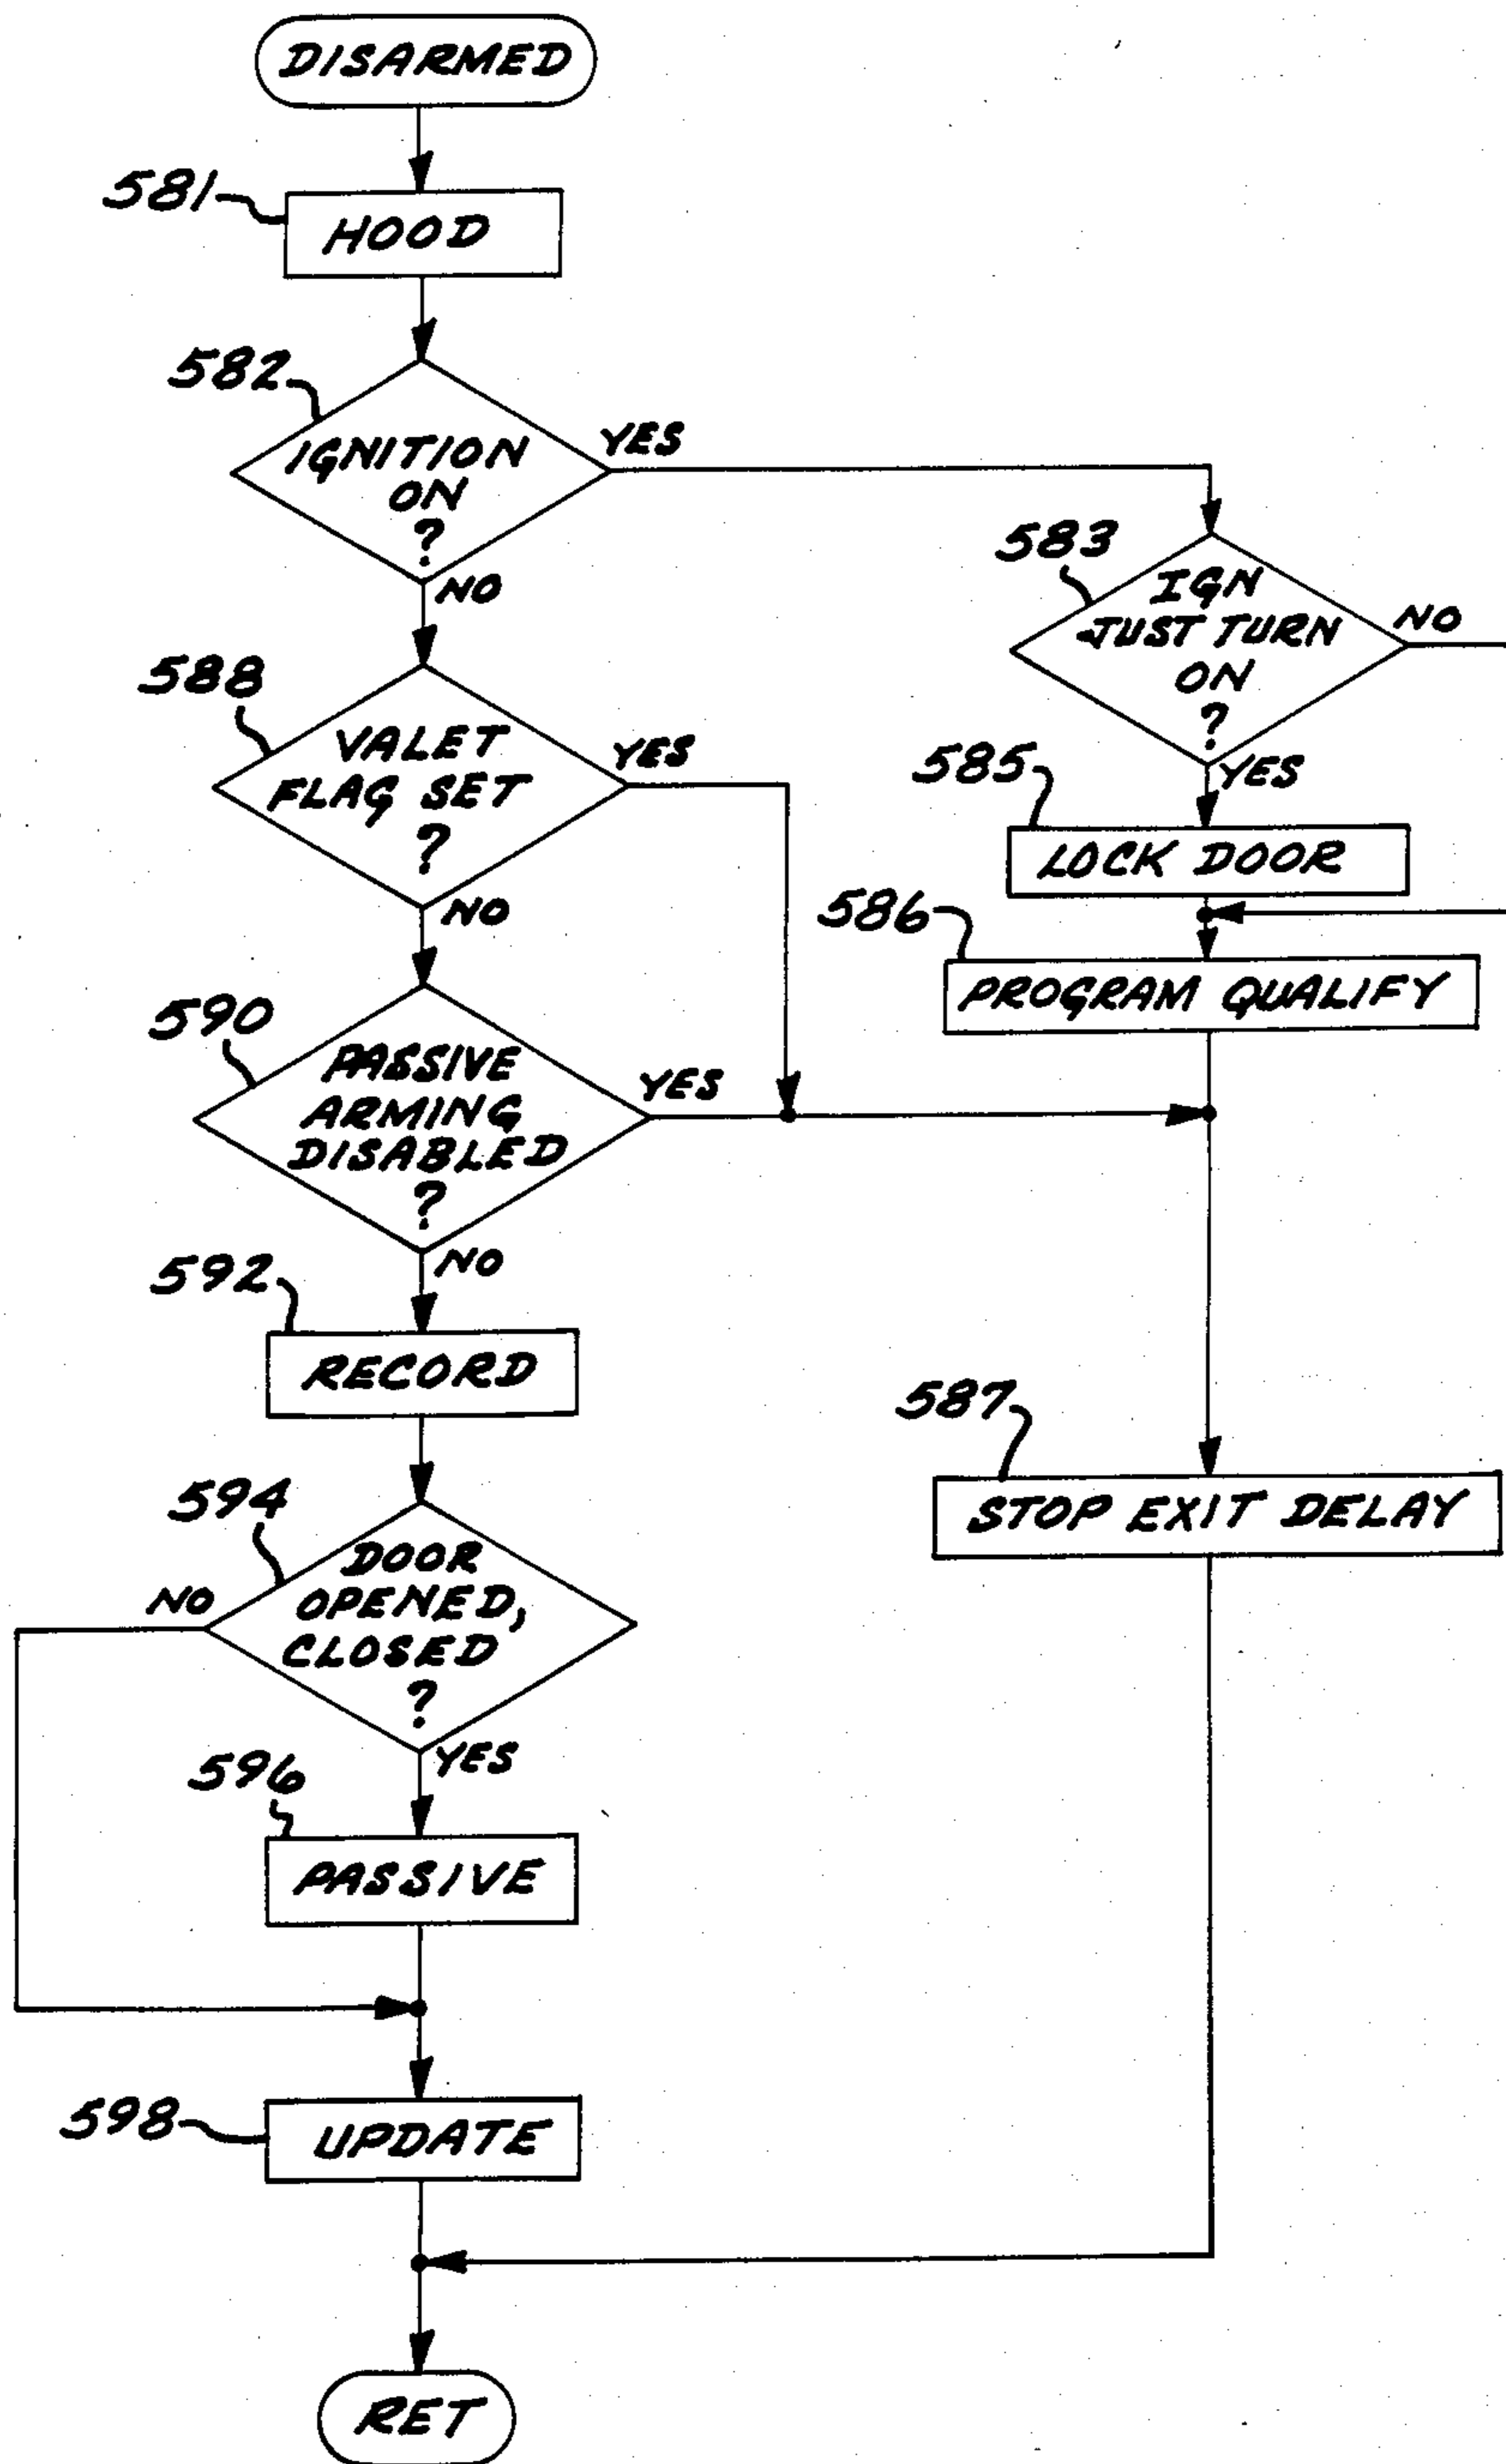 DISARMED
581
HOOD
582
IGNITION
ON
?
YES
NO
583
IGN
JUST TURN
ON
?
NO
YES
588
VALET
FLAG SET
?
YES
NO
585
LOCK DOOR
586
PROGRAM QUALIFY
590
PASSIVE
ARMING
DISABLED
?
YES
NO
592
RECORD
587
STOP EXIT DELAY
594
DOOR
OPENED,
CLOSED
?
NO
YES
596
PASSIVE
598
UPDATE
RET